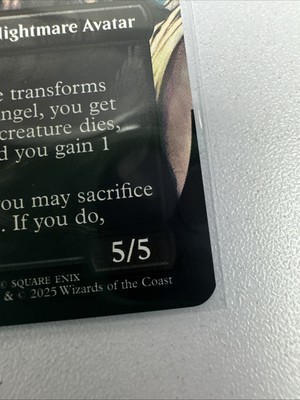 Nightmare Avatar
transforms
ngel, you get
creature dies,
d you gain 1
you may sacrifice
. If you do,
5/5
© SQUARE ENIX
& © 2025 Wizards of the Coast